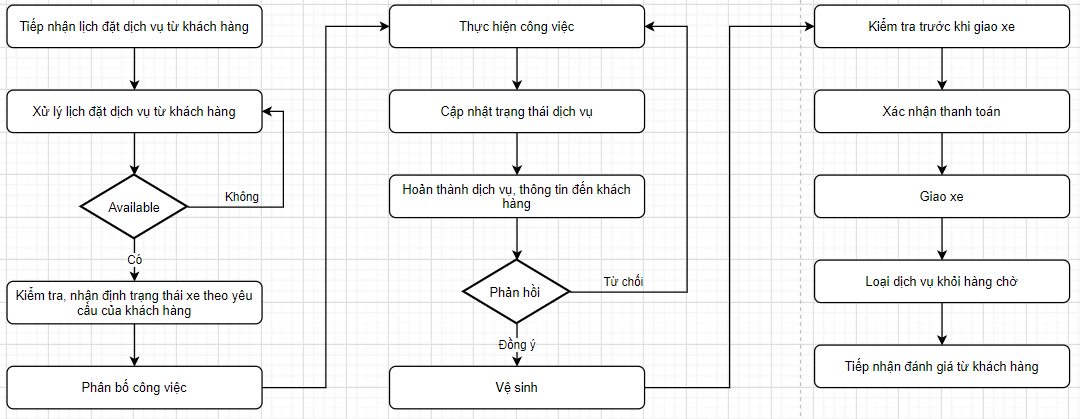 Tiếp nhận lịch đặt dịch vụ từ khách hàng
Xử lý lịch đặt dịch vụ từ khách hàng
Available
Không
Có
Kiểm tra, nhận định trạng thái xe theo yêu
cầu của khách hàng
Phân bố công việc
Thực hiện công việc
Cập nhật trạng thái dịch vụ
Hoàn thành dịch vụ, thông tin đến khách
hàng
Phản hồi
Từ chối
Đồng ý
Vệ sinh
Kiểm tra trước khi giao xe
Xác nhận thanh toán
Giao xe
Loại dịch vụ khỏi hàng chờ
Tiếp nhận đánh giá từ khách hàng